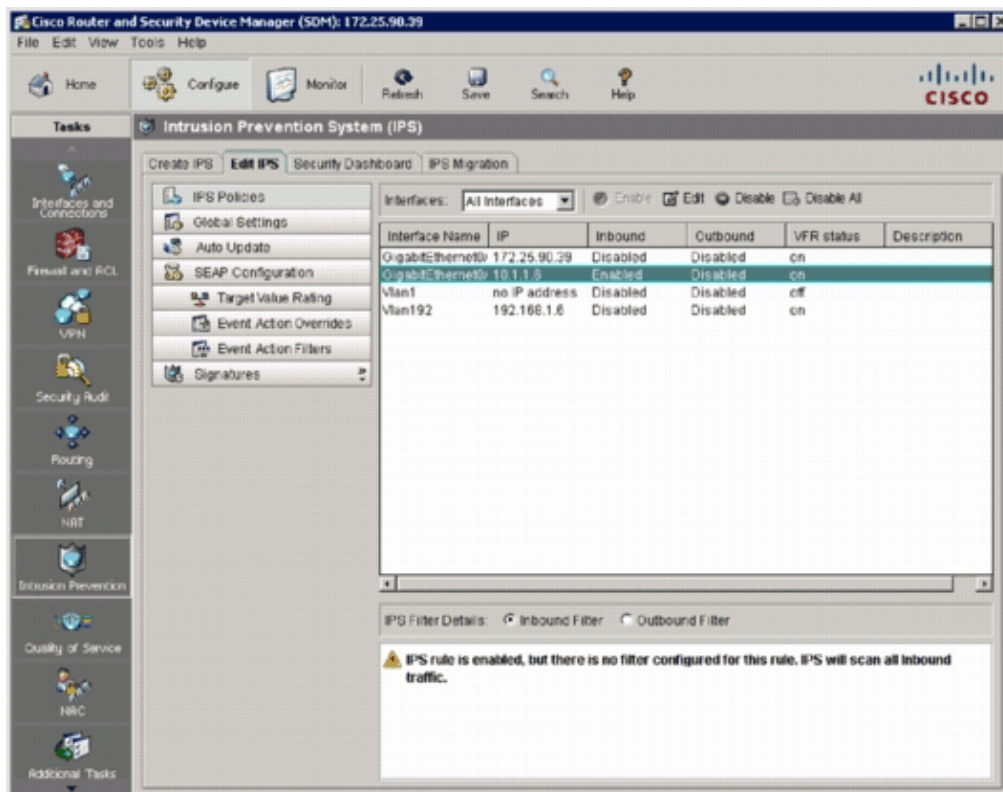 Cisco Router and Security Device Manager (SDM): 172.25.90.39
File Edit View Tools Help
Home Configure Monitor Refresh Save Search Help
CISCO
Tasks
Intrusion Prevention System (IPS)
Create IPS Edit IPS Security Dashboard IPS Migration
Interfaces and Connections
Firewall and ACL
VPN
Security Audit
Routing
NAT
Intrusion Prevention
Quality of Service
NAC
Additional Tasks
IPS Policies
Global Settings
Auto Update
SEAP Configuration
Target Value Rating
Event Action Overrides
Event Action Filters
Signatures
Interfaces: All Interfaces Enable Edit Disable Disable All
Interface Name IP Inbound Outbound VFR status Description
GigabitEthernet0/ 172.25.90.39 Disabled Disabled on
GigabitEthernet0/ 10.1.1.6 Enabled Disabled on
Vlan1 no IP address Disabled Disabled off
Vlan192 192.168.1.6 Disabled Disabled on
IPS Filter Details: Inbound Filter Outbound Filter
IPS rule is enabled, but there is no filter configured for this rule. IPS will scan all Inbound
traffic.